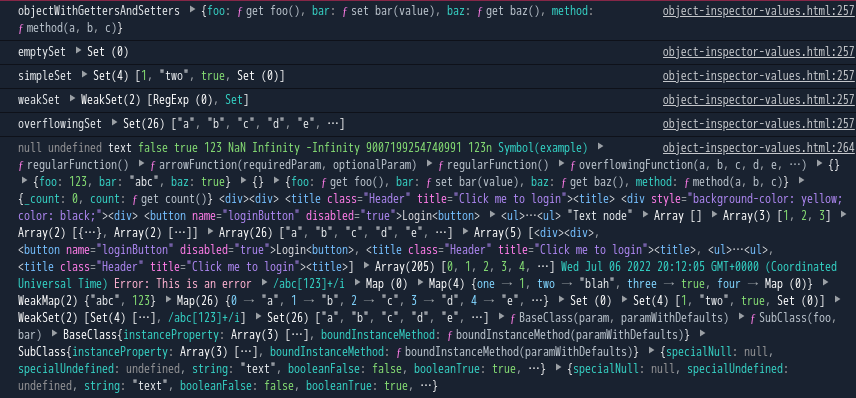 objectWithGettersAndSetters ▶ {foo: ƒ get foo(), bar: ƒ set bar(value), baz: ƒ get baz(), method: object-inspector-values.html:257
ƒ method(a, b, c)}
emptySet ▶ Set (0) object-inspector-values.html:257
simpleSet ▶ Set(4) [1, "two", true, Set (0)] object-inspector-values.html:257
weakSet ▶ WeakSet(2) [RegExp (0), Set] object-inspector-values.html:257
overflowingSet ▶ Set(26) ["a", "b", "c", "d", "e", …] object-inspector-values.html:257
null undefined text false true 123 NaN Infinity -Infinity 9007199254740991 123n Symbol(example) ▶ object-inspector-values.html:264
ƒ regularFunction() ▶ ƒ arrowFunction(requiredParam, optionalParam) ▶ ƒ regularFunction() ▶ ƒ overflowingFunction(a, b, c, d, e, …) ▶ {}
▶ {foo: 123, bar: "abc", baz: true} ▶ {} ▶ {foo: ƒ get foo(), bar: ƒ set bar(value), baz: ƒ get baz(), method: ƒ method(a, b, c)} ▶
{_count: 0, count: ƒ get count()} <div><div> <title class="Header" title="Click me to login"><title> <div style="background-color: yellow;
color: black;"><div> <button name="loginButton" disabled="true">Login<button> ▶ <ul>⋯<ul> ▶ "Text node" ▶ Array [] ▶ Array(3) [1, 2, 3] ▶
Array(2) [{…}, Array(2) […]] ▶ Array(26) ["a", "b", "c", "d", "e", …] ▶ Array(5) [<div><div>,
<button name="loginButton" disabled="true">Login<button>, <title class="Header" title="Click me to login"><title>, <ul>⋯<ul>,
<title class="Header" title="Click me to login"><title>] ▶ Array(205) [0, 1, 2, 3, 4, …] Wed Jul 06 2022 20:12:05 GMT+0000 (Coordinated
Universal Time) Error: This is an error ▶ /abc[123]+/i ▶ Map (0) ▶ Map(4) {one → 1, two → "blah", three → true, four → Map (0)} ▶
WeakMap(2) {"abc", 123} ▶ Map(26) {0 → "a", 1 → "b", 2 → "c", 3 → "d", 4 → "e", …} ▶ Set (0) ▶ Set(4) [1, "two", true, Set (0)] ▶
WeakSet(2) [Set(4) […], /abc[123]+/i] ▶ Set(26) ["a", "b", "c", "d", "e", …] ▶ ƒ BaseClass(param, paramWithDefaults) ▶ ƒ SubClass(foo,
bar) ▶ BaseClass{instanceProperty: Array(3) […], boundInstanceMethod: ƒ boundInstanceMethod(paramWithDefaults)} ▶
SubClass{instanceProperty: Array(3) […], boundInstanceMethod: ƒ boundInstanceMethod(paramWithDefaults)} ▶ {specialNull: null,
specialUndefined: undefined, string: "text", booleanFalse: false, booleanTrue: true, …} ▶ {specialNull: null, specialUndefined:
undefined, string: "text", booleanFalse: false, booleanTrue: true, …}